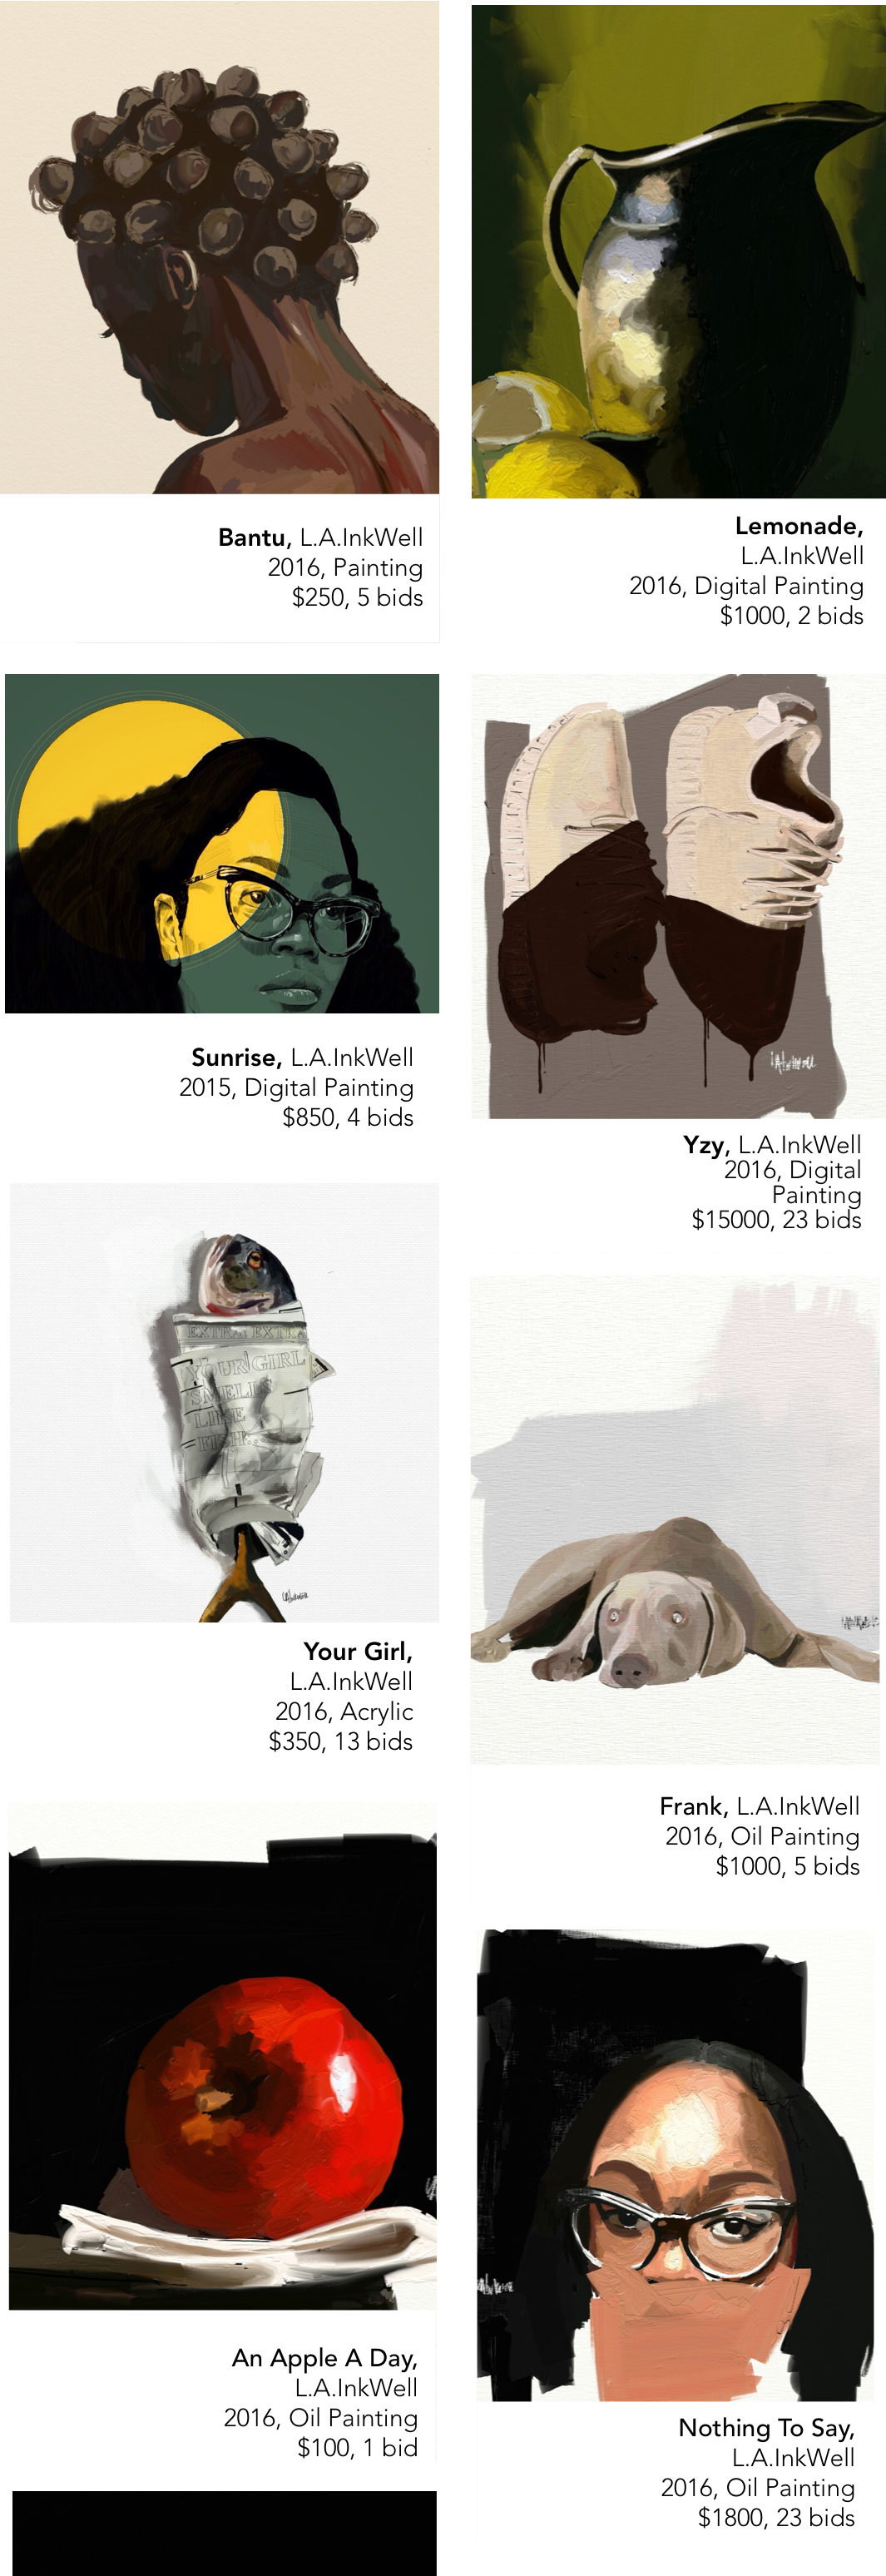 Bantu, L.A.InkWell
2016, Painting
$250, 5 bids
Lemonade,
L.A.InkWell
2016, Digital Painting
$1000, 2 bids
Sunrise, L.A.InkWell
2015, Digital Painting
$850, 4 bids
Yzy, L.A.InkWell
2016, Digital
Painting
$15000, 23 bids
EXTRA EXTRA
YOUR GIRL
SMELLS
LIKE
FISH.
Your Girl,
L.A.InkWell
2016, Acrylic
$350, 13 bids
Frank, L.A.InkWell
2016, Oil Painting
$1000, 5 bids
An Apple A Day,
L.A.InkWell
2016, Oil Painting
$100, 1 bid
Nothing To Say,
L.A.InkWell
2016, Oil Painting
$1800, 23 bids